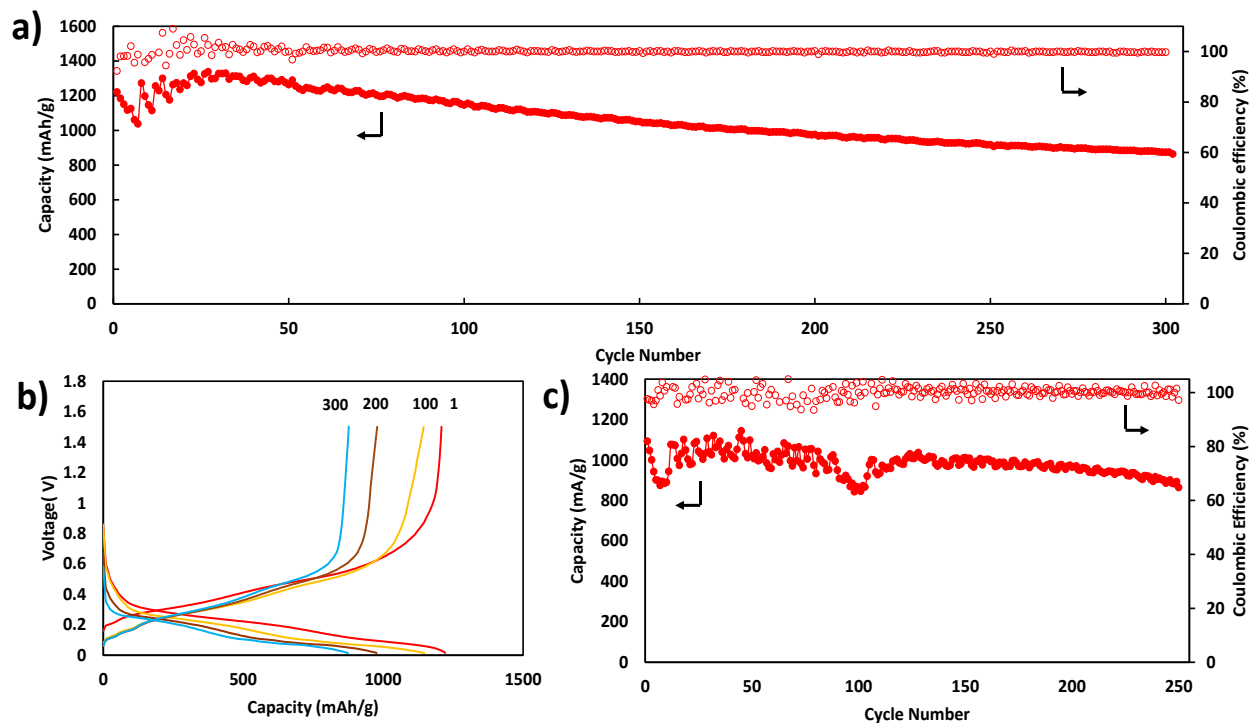 a)
1600
1400
1200
1000
800
600
400
200
0
Capacity (mAh/g)
100
80
60
40
20
0
Coulombic efficiency (%)
0 50 100 150 200 250 300
Cycle Number
b)
1.8
1.6
1.4
1.2
1
0.8
0.6
0.4
0.2
0
Voltage( V)
300 200 100 1
0 500 1000 1500
Capacity (mAh/g)
c)
1400
1200
1000
800
600
400
200
0
Capacity (mA/g)
100
80
60
40
20
0
Coulombic Efficiency (%)
0 50 100 150 200 250
Cycle Number